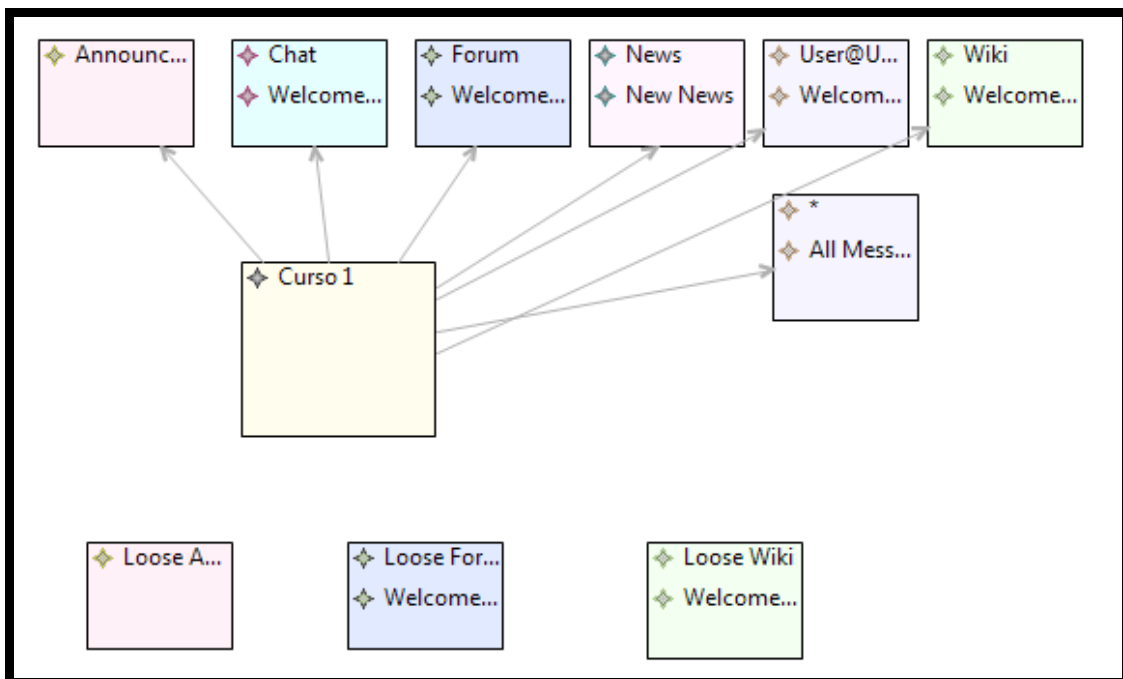 Announc...
Chat
Welcome...
Forum
Welcome...
News
New News
User@U...
Welcom...
Wiki
Welcome...
*
All Mess...
Curso 1
Loose A...
Loose For...
Welcome...
Loose Wiki
Welcome...